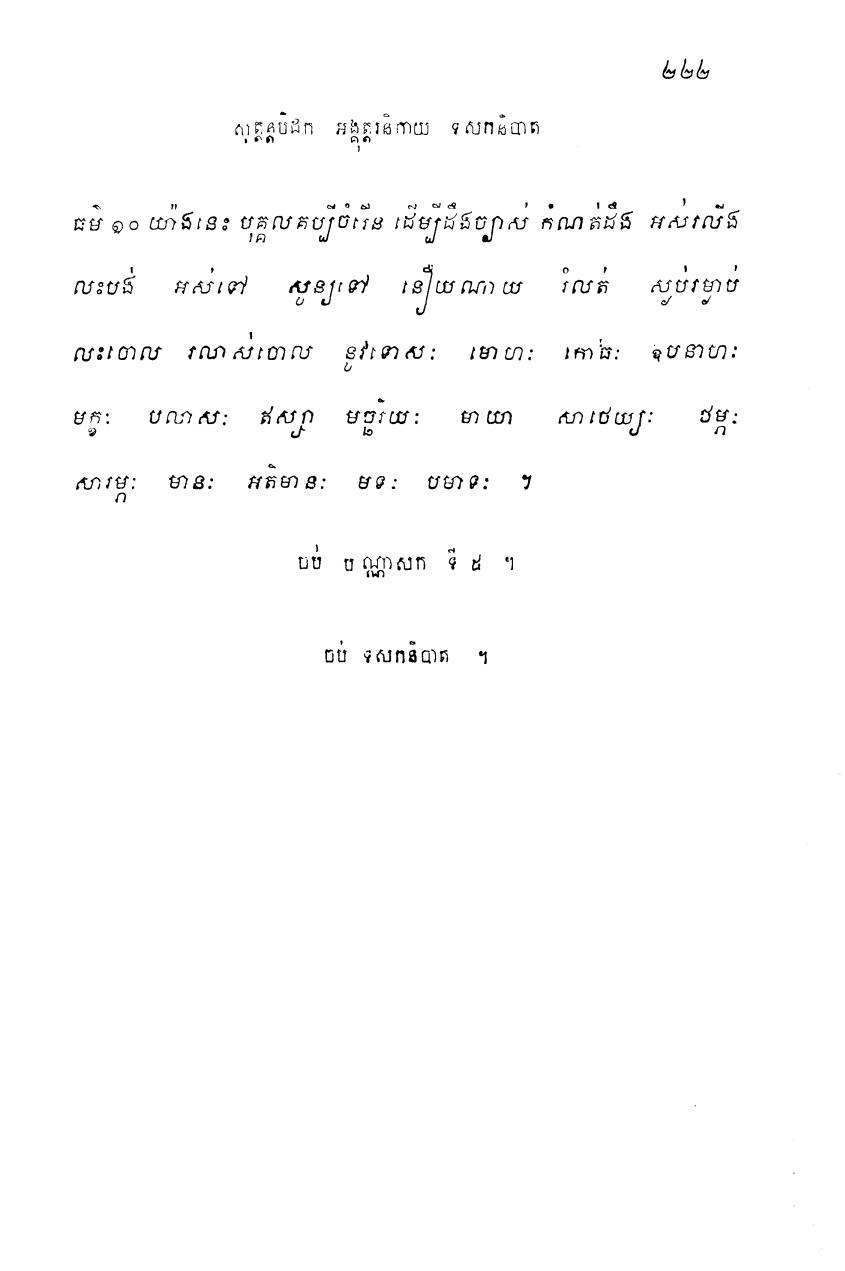 ២២២
សុត្តន្តបិដក អង្គុត្តរនិកាយ ទសកនិបាត
ធម៌ ១០ យ៉ាងនេះ បុគ្គលគប្បីចំរើន ដើម្បីដឹងច្បាស់ កំណត់ដឹង អស់រលីង
លះបង់ អស់ទៅ សូន្យទៅ នឿយណាយ រំលត់ ស្ងប់រម្ងាប់
លះចោល រលាស់ចោល នូវទោសៈ មោហៈ កោធៈ ឧបនាហៈ
មក្ខៈ បលាសៈ ឥស្សា មច្ឆរិយៈ មាយា សាថេយ្យៈ ថម្ភៈ
សារម្ភៈ មានៈ អតិមានៈ មទៈ បមាទៈ ។
ចប់ បណ្ណាសក ទី ៥ ។
ចប់ ទសកនិបាត ។